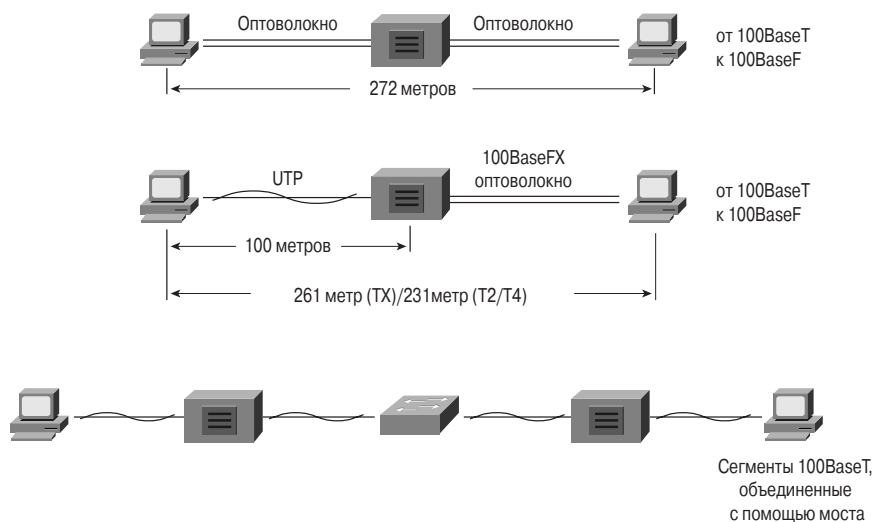 Оптоволокно
Оптоволокно
от 100BaseT
к 100BaseF
272 метров
UTP
100BaseFX
оптоволокно
от 100BaseT
к 100BaseF
100 метров
261 метр (TX)/231метр (T2/T4)
Сегменты 100BaseT,
объединенные
с помощью моста